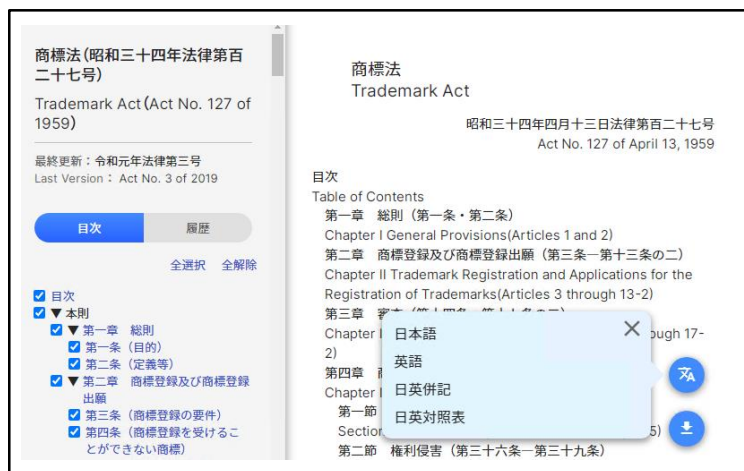 商標法(昭和三十四年法律第百
二十七号)
Trademark Act(Act No. 127 of
1959)
最終更新：令和元年法律第三号
Last Version： Act No. 3 of 2019
目次
履歴
全選択 全解除
目次
▼ 本則
▼ 第一章　総則
第一条（目的）
第二条（定義等）
▼ 第二章　商標登録及び商標登録
出願
第三条（商標登録の要件）
第四条（商標登録を受けるこ
とができない商標）
商標法
Trademark Act
昭和三十四年四月十三日法律第百二十七号
Act No. 127 of April 13, 1959
目次
Table of Contents
第一章　総則（第一条・第二条）
Chapter I General Provisions(Articles 1 and 2)
第二章　商標登録及び商標登録出願（第三条―第十三条の二）
Chapter II Trademark Registration and Applications for the
Registration of Trademarks(Articles 3 through 13-2)
第三章
Chapter ough 17-
2)
第四章
Chapter
第一節
Section 5)
第二節　権利侵害（第三十六条―第三十九条）
日本語
英語
日英併記
日英対照表